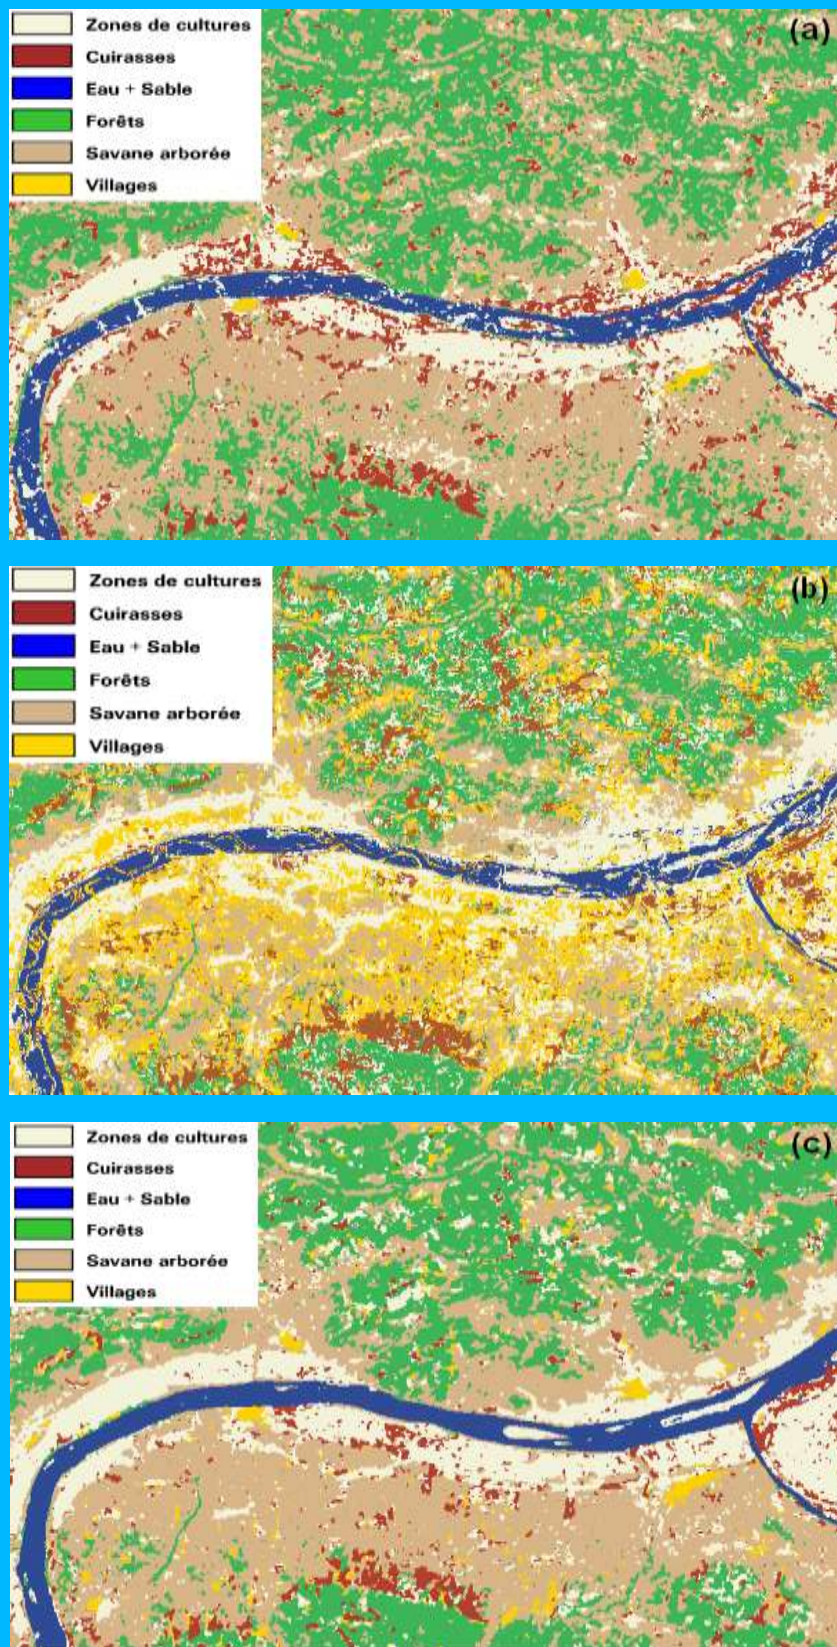 Zones de cultures
(a)
Cuirasses
Eau + Sable
Forêts
Savane arborée
Villages
Zones de cultures
(b)
Cuirasses
Eau + Sable
Forêts
Savane arborée
Villages
Zones de cultures
(c)
Cuirasses
Eau + Sable
Forêts
Savane arborée
Villages